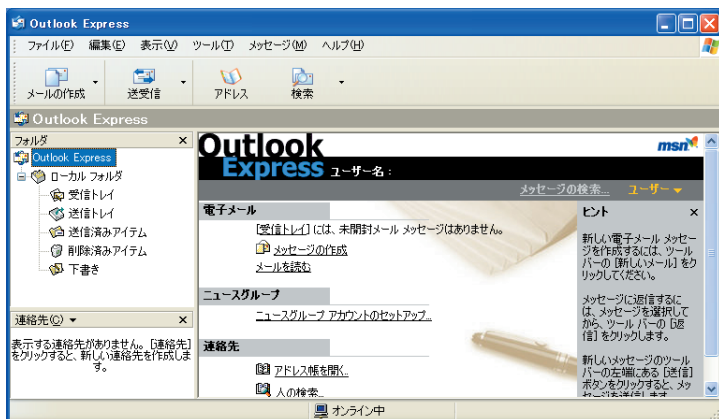 Outlook Express
ファイル(F) 編集(E) 表示(V) ツール(T) メッセージ(M) ヘルプ(H)
メールの作成 送受信 アドレス 検索
Outlook Express
フォルダ ×
Outlook Express
ローカル フォルダ
受信トレイ
送信トレイ
送信済みアイテム
削除済みアイテム
下書き
連絡先(C) ×
表示する連絡先がありません。[連絡先]
をクリックすると、新しい連絡先を作成しま
す。
Outlook
Express ユーザー名 :
msn
メッセージの検索... ユーザー
電子メール
[受信トレイ] には、未開封メール メッセージはありません。
メッセージの作成
メールを読む
ニュースグループ
ニュースグループ アカウントのセットアップ...
連絡先
アドレス帳を開く...
人の検索...
ヒント ×
新しい電子メール メッセー
ジを作成するには、ツール
バーの [新しいメール] をク
リックしてください。
メッセージに返信するに
は、メッセージを選択して
から、ツール バーの [返
信] をクリックします。
新しいメッセージのツール
バーの左端にある [送信]
ボタンをクリックすると、メッ
セージを送信します
オンライン中